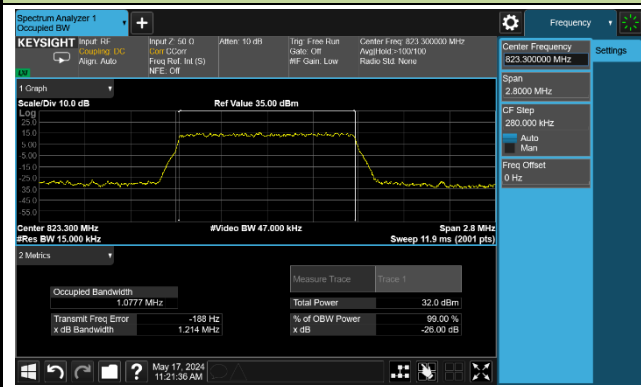 Spectrum Analyzer 1
Occupied BW
Frequency
KEYSIGHT
Input: RF
Coupling: DC
Align: Auto
Input Z: 50 Ω
Corr CCorr
Freq Ref: Int (S)
NFE: Off
Atten: 10 dB
Trig: Free Run
Gate: Off
#IF Gain: Low
Center Freq: 823.300000 MHz
Avg|Hold:>100/100
Radio Std: None
Center Frequency
823.300000 MHz
Settings
Span
2.8000 MHz
CF Step
280.000 kHz
Auto
Man
Freq Offset
0 Hz
1 Graph
Scale/Div 10.0 dB
Ref Value 35.00 dBm
Log
25.0
15.0
5.00
-5.00
-15.0
-25.0
-35.0
-45.0
-55.0
Center 823.300 MHz
#Video BW 47.000 kHz
Span 2.8 MHz
#Res BW 15.000 kHz
Sweep 11.9 ms (2001 pts)
2 Metrics
Measure Trace
Trace 1
Occupied Bandwidth
1.0777 MHz
Total Power
32.0 dBm
Transmit Freq Error
-188 Hz
% of OBW Power
99.00 %
x dB Bandwidth
1.214 MHz
x dB
-26.00 dB
May 17, 2024
11:21:36 AM